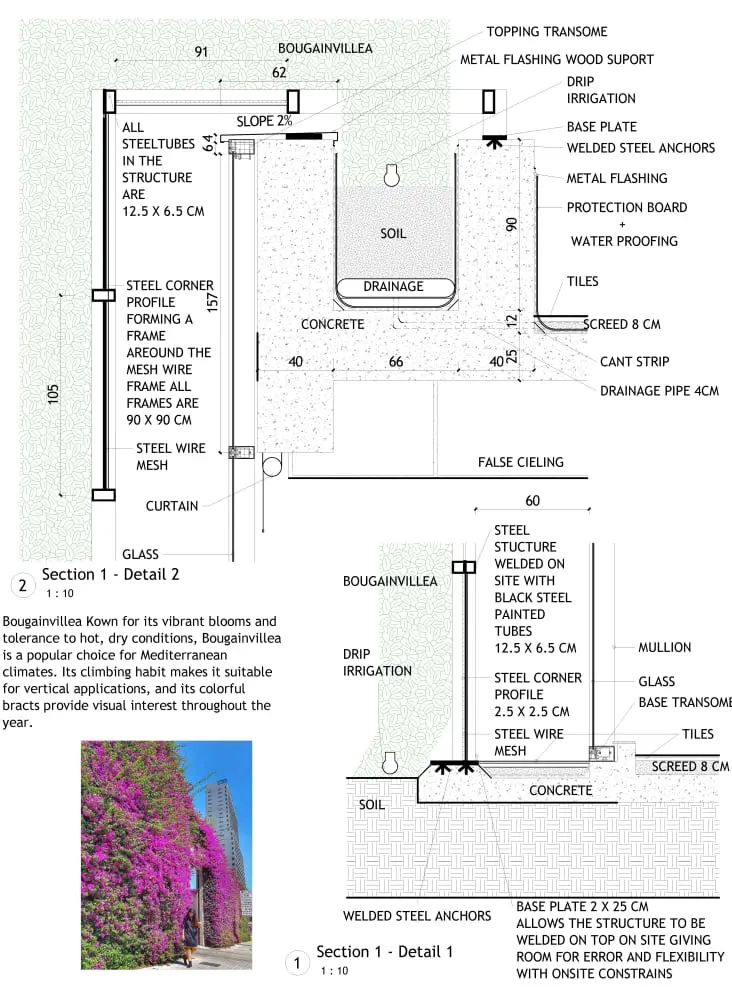 TOPPING TRANSOME
91
BOUGAINVILLEA
METAL FLASHING WOOD SUPORT
62
DRIP
IRRIGATION
SLOPE 2%
6.4
ALL
STEELTUBES
IN THE
STRUCTURE
ARE
12.5 X 6.5 CM
BASE PLATE
WELDED STEEL ANCHORS
METAL FLASHING
PROTECTION BOARD
+
WATER PROOFING
90
SOIL
TILES
DRAINAGE
STEEL CORNER
PROFILE
FORMING A
FRAME
AREOUND THE
MESH WIRE
FRAME ALL
FRAMES ARE
90 X 90 CM
157
CONCRETE
12
SCREED 8 CM
25
40
66
40
CANT STRIP
DRAINAGE PIPE 4CM
105
STEEL WIRE
MESH
FALSE CIELING
CURTAIN
GLASS
2
Section 1 - Detail 2
1 : 10
Bougainvillea Kown for its vibrant blooms and
tolerance to hot, dry conditions, Bougainvillea
is a popular choice for Mediterranean
climates. Its climbing habit makes it suitable
for vertical applications, and its colorful
bracts provide visual interest throughout the
year.
60
STEEL
STUCTURE
WELDED ON
SITE WITH
BLACK STEEL
PAINTED
TUBES
12.5 X 6.5 CM
BOUGAINVILLEA
DRIP
IRRIGATION
MULLION
STEEL CORNER
PROFILE
2.5 X 2.5 CM
GLASS
BASE TRANSOME
STEEL WIRE
MESH
TILES
SCREED 8 CM
CONCRETE
SOIL
WELDED STEEL ANCHORS
BASE PLATE 2 X 25 CM
ALLOWS THE STRUCTURE TO BE
WELDED ON TOP ON SITE GIVING
ROOM FOR ERROR AND FLEXIBILITY
WITH ONSITE CONSTRAINS
1
Section 1 - Detail 1
1 : 10